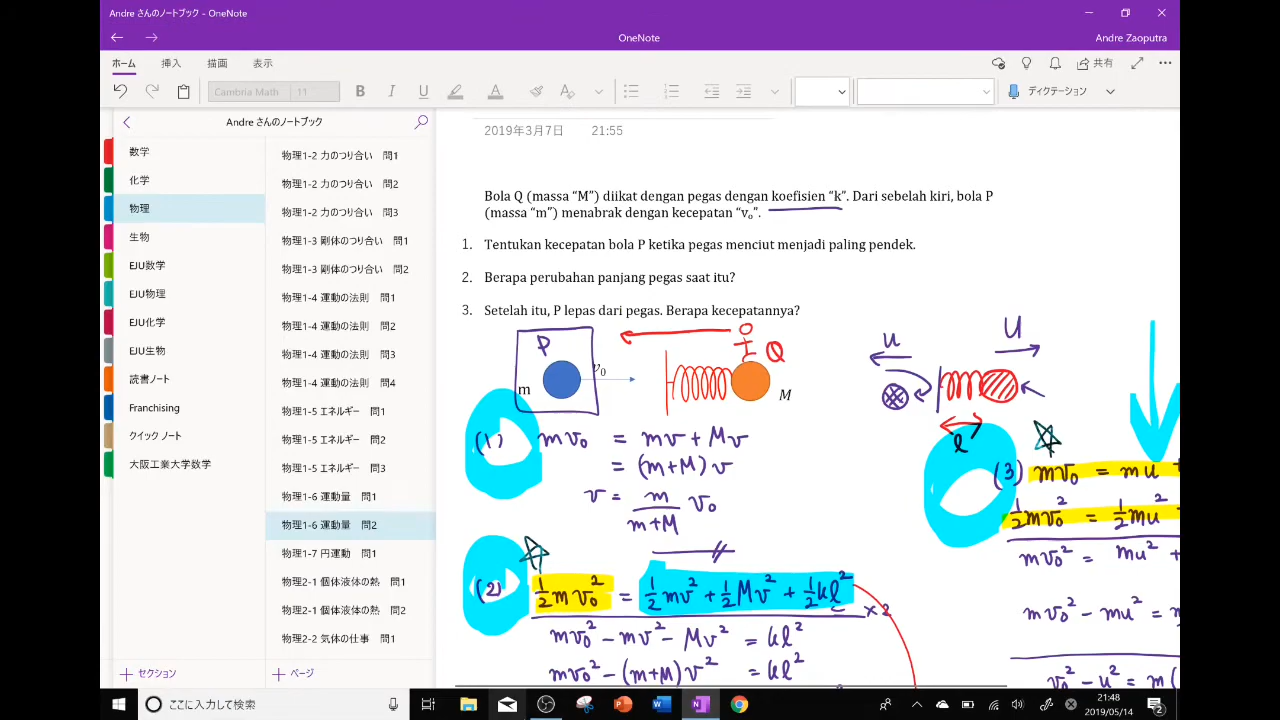 Andre さんのノートブック - OneNote
OneNote
Andre Zaoputra
ホーム 挿入 描画 表示
共有
Cambria Math 11
B I U A
ディクテーション
Andre さんのノートブック
数学
化学
物理
生物
EJU数学
EJU物理
EJU化学
EJU生物
読書ノート
Franchising
クイック ノート
大阪工業大学数学
セクション
物理1-2 力のつり合い 問1
物理1-2 力のつり合い 問2
物理1-2 力のつり合い 問3
物理1-3 剛体のつり合い 問1
物理1-3 剛体のつり合い 問2
物理1-4 運動の法則 問1
物理1-4 運動の法則 問2
物理1-4 運動の法則 問3
物理1-4 運動の法則 問4
物理1-5 エネルギー 問1
物理1-5 エネルギー 問2
物理1-5 エネルギー 問3
物理1-6 運動量 問1
物理1-6 運動量 問2
物理1-7 円運動 問1
物理2-1 個体液体の熱 問1
物理2-1 個体液体の熱 問2
物理2-2 気体の仕事 問1
ページ
2019年3月7日 21:55
Bola Q (massa “M”) diikat dengan pegas dengan koefisien “k”. Dari sebelah kiri, bola P
(massa “m”) menabrak dengan kecepatan “v₀”.
1. Tentukan kecepatan bola P ketika pegas menciut menjadi paling pendek.
2. Berapa perubahan panjang pegas saat itu?
3. Setelah itu, P lepas dari pegas. Berapa kecepatannya?
P
m
v₀
Q
M
u
U
l
(1) mv₀ = mv + Mv
= (m+M) v
v = m/(m+M) v₀
(2) ½mv₀² = ½mv² + ½Mv² + ½kl²
×2
mv₀² - mv² - Mv² = kl²
mv₀² - (m+M)v² = kl²
(3) mv₀ = mu +
½mv₀² = ½mu²
mv₀² = mu² +
mv₀² - mu² =
v₀² - u² = m(
ここに入力して検索
21:48
2019/05/14
2